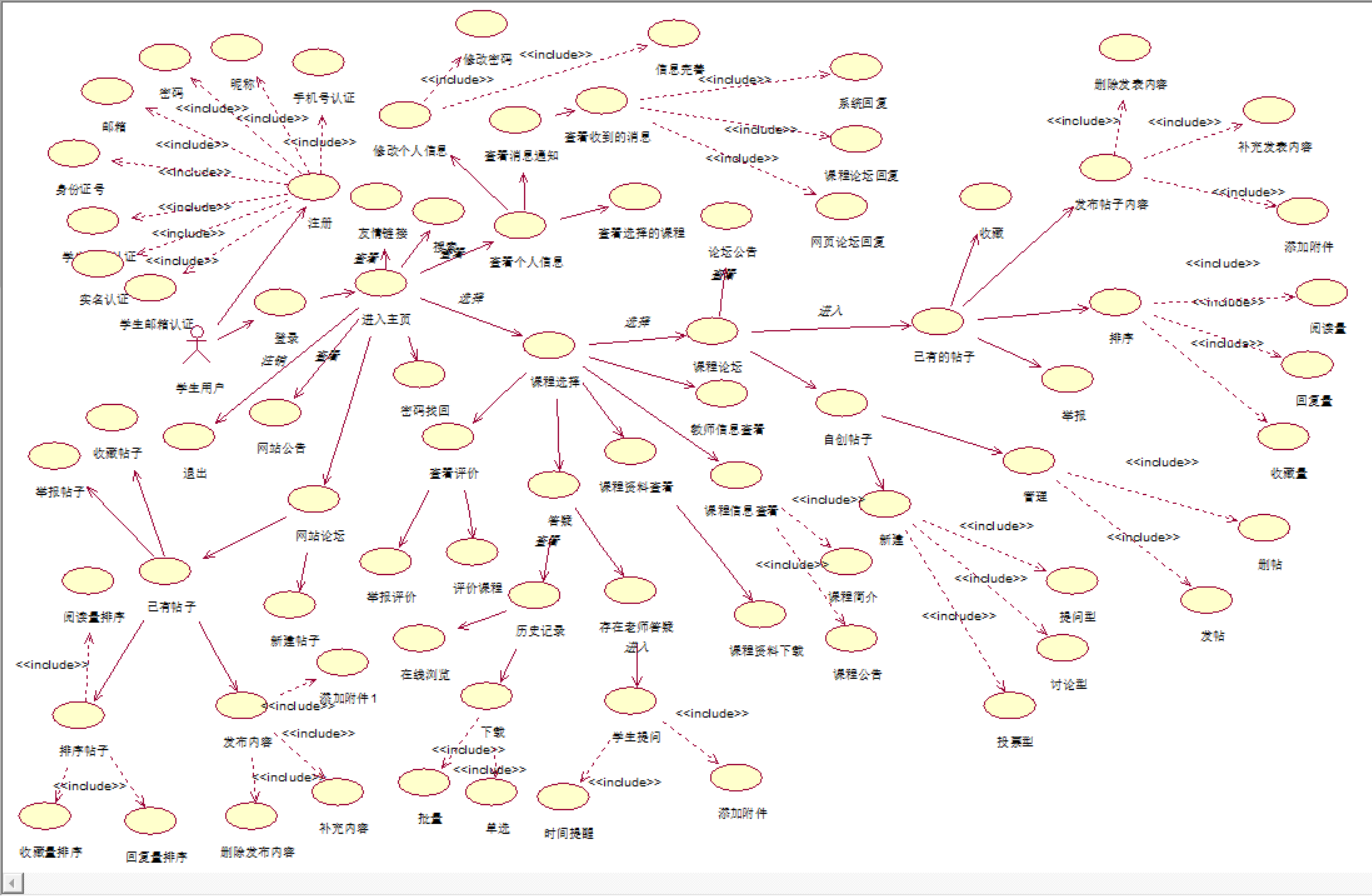 修改密码
<<include>>
信息完善
<<include>>
<<include>>
系统回复
删除发表内容
密码
昵称
手机号认证
<<include>>
<<include>>
<<include>>
邮箱
修改个人信息
查看消息通知
查看收到的消息
<<include>>
课程论坛回复
<<include>>
<<include>>
<<include>>
补充发表内容
<<include>>
<<include>>
身份证号
<<include>>
注册
友情链接
搜索
查看选择的课程
网页论坛回复
发布帖子内容
<<include>>
添加附件
收藏
<<include>>
<<include>>
<<include>>
实名认证
学生邮箱认证
查看
查看
查看个人信息
论坛公告
查看
<<include>>
<<include>>
阅读量
学生用户
登录
进入主页
选择
选择
进入
课程论坛
已有的帖子
排序
<<include>>
回复量
注销
查看
密码找回
课程选择
教师信息查看
自创帖子
举报
收藏量
收藏帖子
举报帖子
退出
网站公告
查看评价
课程资料查看
课程信息查看
<<include>>
管理
<<include>>
网站论坛
答疑
查看
新建
<<include>>
<<include>>
删帖
举报评价
评价课程
<<include>>
课程简介
<<include>>
提问型
发帖
阅读量排序
已有帖子
新建帖子
历史记录
存在老师答疑
进入
<<include>>
<<include>>
在线浏览
课程资料下载
课程公告
讨论型
添加附件1
<<include>>
排序帖子
发布内容
<<include>>
下载
学生提问
<<include>>
投票型
<<include>>
<<include>>
<<include>>
<<include>>
<<include>>
收藏量排序
回复量排序
删除发布内容
补充内容
批量
单选
时间提醒
添加附件